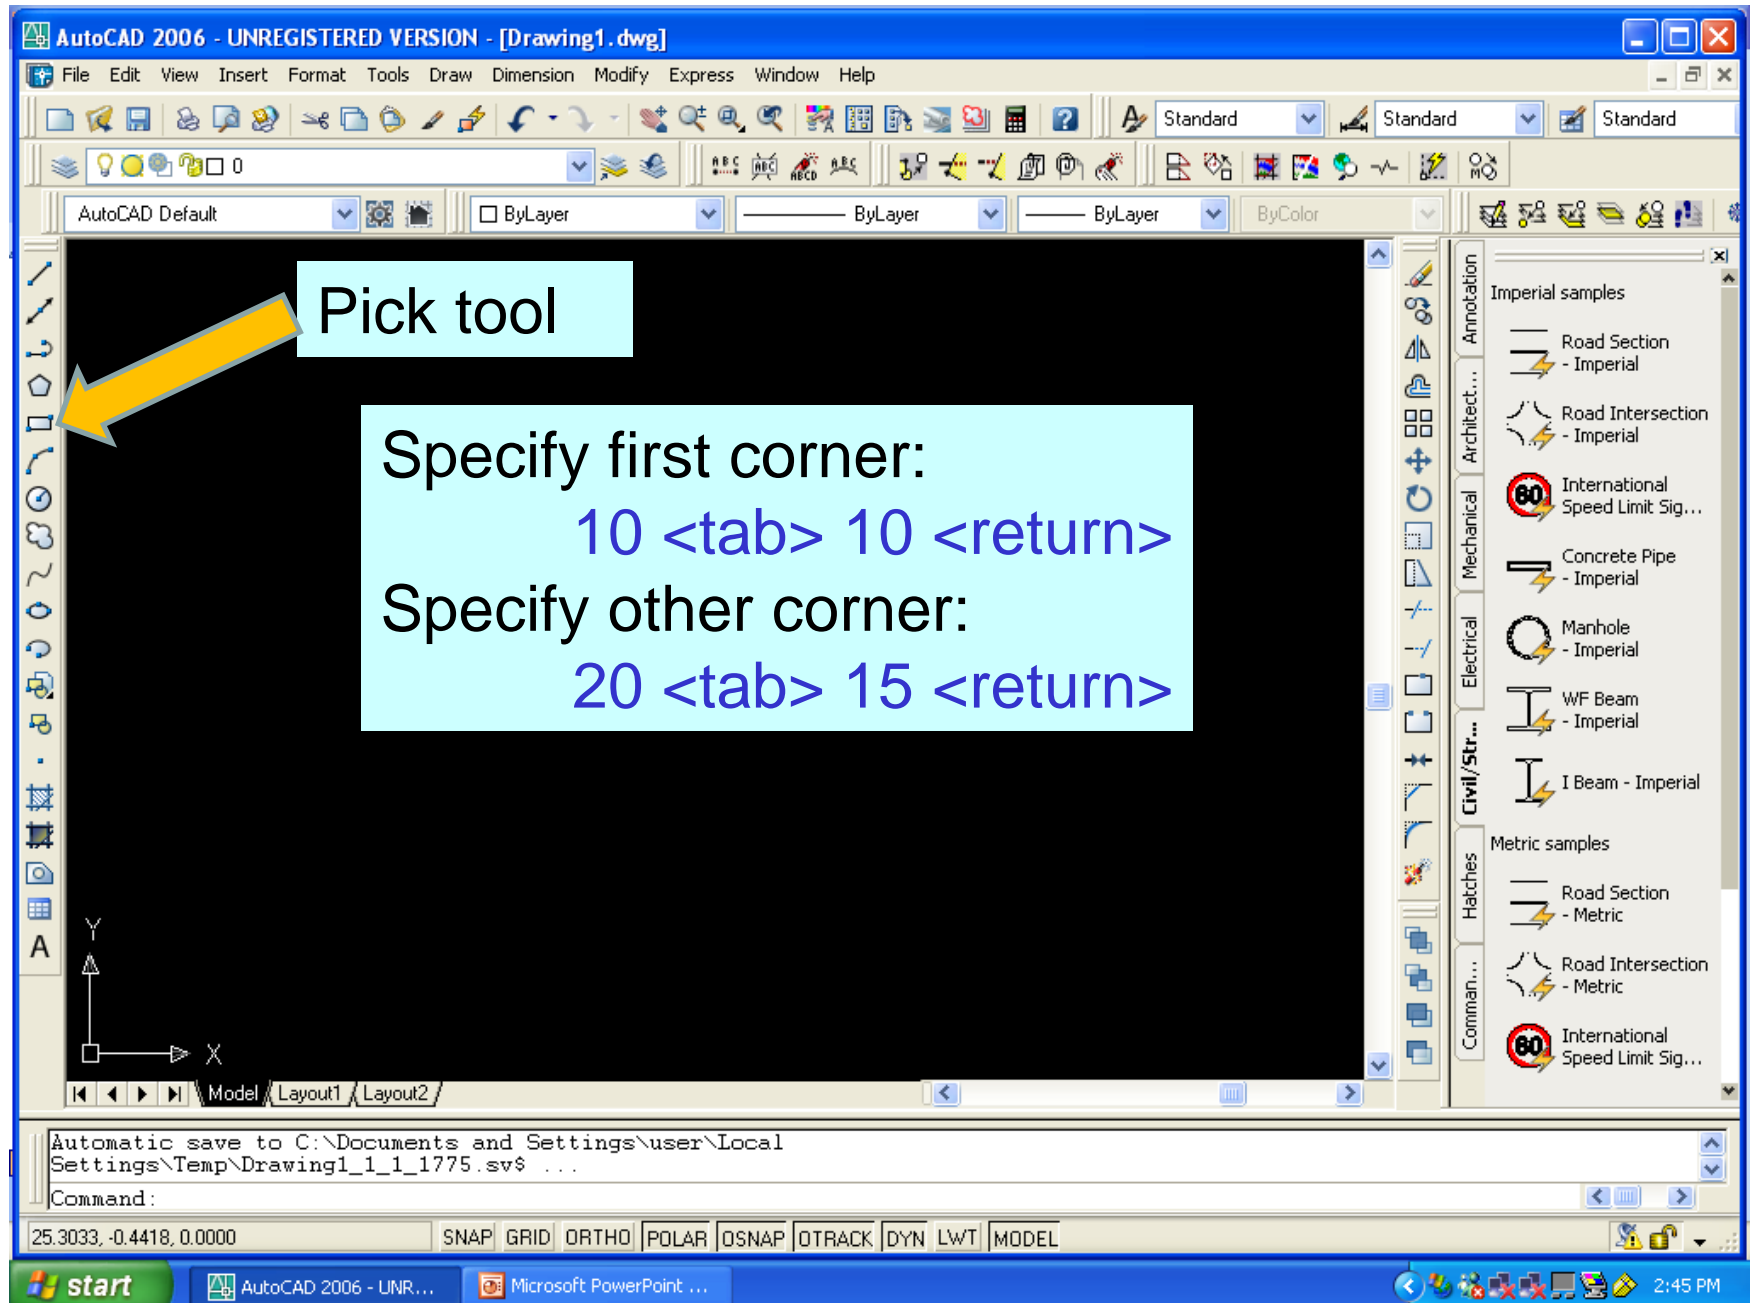 AutoCAD 2006 - UNREGISTERED VERSION - [Drawing1.dwg]
File Edit View Insert Format Tools Draw Dimension Modify Express Window Help
Standard Standard Standard
0
AutoCAD Default ByLayer ByLayer ByLayer ByColor
Pick tool
Specify first corner:
10 <tab> 10 <return>
Specify other corner:
20 <tab> 15 <return>
Y
X
Annotation
Architect...
Mechanical
Electrical
Civil/Str...
Hatches
Comman...
Imperial samples
Road Section
- Imperial
Road Intersection
- Imperial
International
Speed Limit Sig...
Concrete Pipe
- Imperial
Manhole
- Imperial
WF Beam
- Imperial
I Beam - Imperial
Metric samples
Road Section
- Metric
Road Intersection
- Metric
International
Speed Limit Sig...
Model Layout1 Layout2
Automatic save to C:\Documents and Settings\user\Local
Settings\Temp\Drawing1_1_1_1775.sv$ ...
Command:
25.3033, -0.4418, 0.0000 SNAP GRID ORTHO POLAR OSNAP OTRACK DYN LWT MODEL
start AutoCAD 2006 - UNR... Microsoft PowerPoint ... 2:45 PM